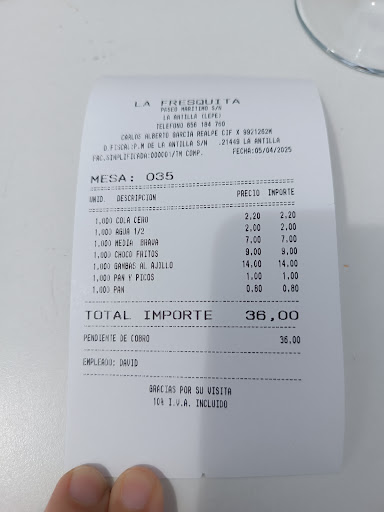 LA FRESQUITA
PASEO MARITIMO S/N
LA ANTILLA (LEPE)
TELEFONO 656 184 760
CARLOS ALBERTO GARCIA REALPE CIF X 9921262W
D.FISCAL:P.M DE LA ANTILLA S/N .21449 LA ANTILLA
FAC.SIMPLIFICADA:000001/TM COMP. FECHA:05/04/2025
MESA: 035
UNID. DESCRIPCION PRECIO IMPORTE
1,000 COLA CERO 2,20 2,20
1,000 AGUA 1/2 2,00 2,00
1,000 MEDIA BRAVA 7,00 7,00
1,000 CHOCO FRITOS 9,00 9,00
1,000 GAMBAS AL AJILLO 14,00 14,00
1,000 PAN Y PICOS 1,00 1,00
1,000 PAN 0,80 0,80
TOTAL IMPORTE 36,00
PENDIENTE DE COBRO 36,00
EMPLEADO: DAVID
GRACIAS POR SU VISITA
10% I.V.A. INCLUIDO